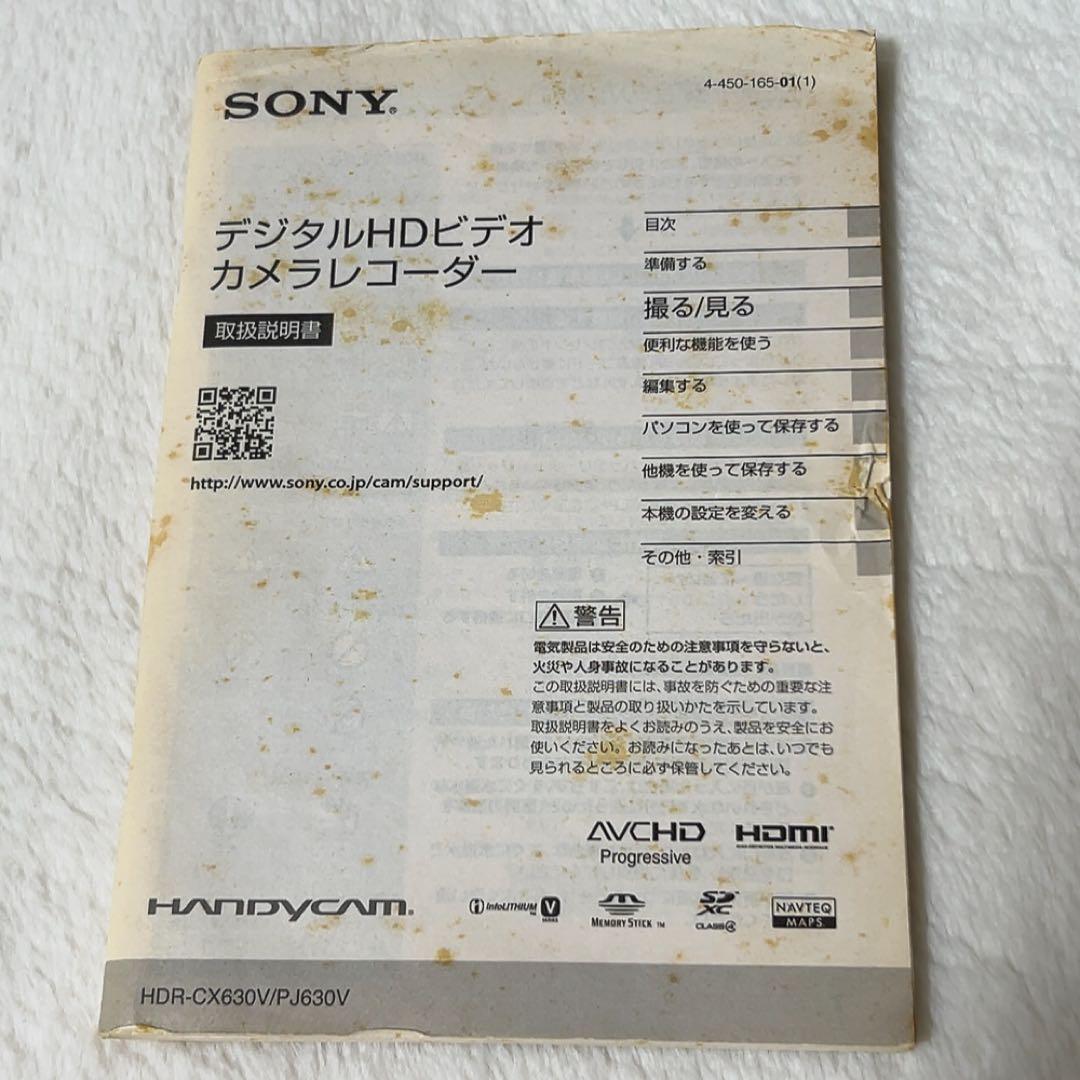 SONY®
4-450-165-01(1)
デジタルHDビデオ
カメラレコーダー
取扱説明書
http://www.sony.co.jp/cam/support/
目次
準備する
撮る/見る
便利な機能を使う
編集する
パソコンを使って保存する
他機を使って保存する
本機の設定を変える
その他・索引
警告
電気製品は安全のための注意事項を守らないと、
火災や人身事故になることがあります。
この取扱説明書には、事故を防ぐための重要な注
意事項と製品の取り扱いかたを示しています。
取扱説明書をよくお読みのうえ、製品を安全にお
使いください。お読みになったあとは、いつでも
見られるところに必ず保管してください。
AVCHD
Progressive
HDMI
HANDYCAM®
InfoLITHIUM V
SERIES
MEMORY STICK TM
SD
XC
CLASS4
NAVTEQ
MAPS
HDR-CX630V/PJ630V